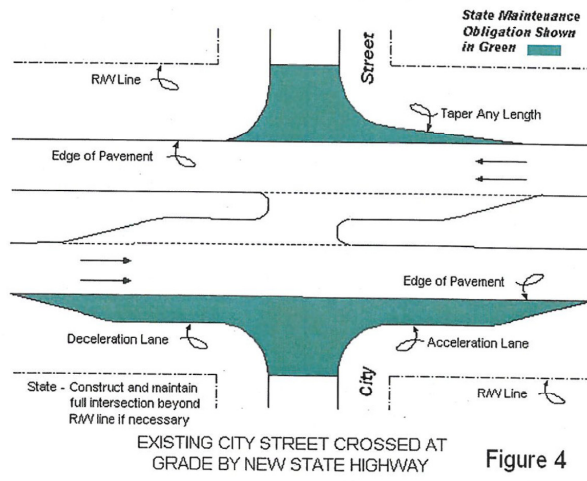 State Maintenance
Obligation Shown
in Green
Street
R/W Line
Taper Any Length
Edge of Pavement
Edge of Pavement
Deceleration Lane
Acceleration Lane
City
State - Construct and maintain
full intersection beyond
R/W line if necessary
R/W Line
EXISTING CITY STREET CROSSED AT
GRADE BY NEW STATE HIGHWAY
Figure 4